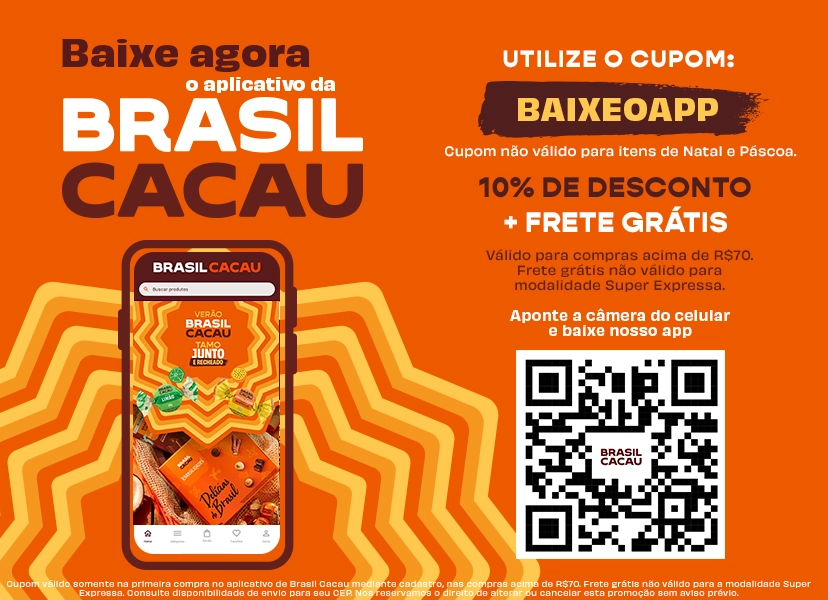 Baixe agora
o aplicativo da
BRASIL
CACAU
BRASIL CACAU
Buscar produtos
VERÃO
BRASIL
CACAU
TAMO
JUNTO
E RECHEADO
LIMÃO
BRASIL
CACAU
Delícias
do Brasil
Home
UTILIZE O CUPOM:
BAIXEOAPP
Cupom não válido para itens de Natal e Páscoa.
10% DE DESCONTO
+ FRETE GRÁTIS
Válido para compras acima de R$70.
Frete grátis não válido para
modalidade Super Expressa.
Aponte a câmera do celular
e baixe nosso app
BRASIL
CACAU
Cupom válido somente na primeira compra no aplicativo de Brasil Cacau mediante cadastro, nas compras acima de R$70. Frete grátis não válido para a modalidade Super
Expressa. Consulte disponibilidade de envio para seu CEP. Nos reservamos o direito de alterar ou cancelar esta promoção sem aviso prévio.